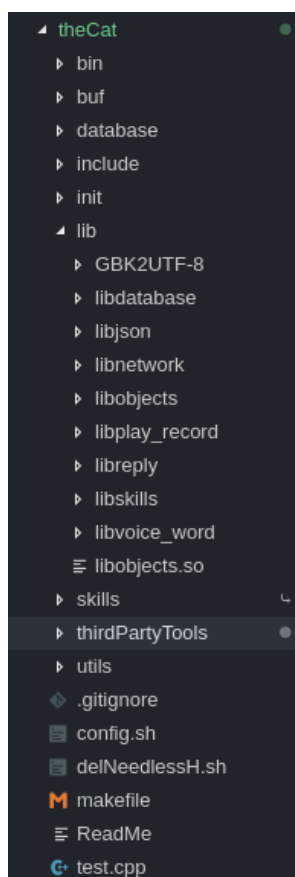 theCat
bin
buf
database
include
init
lib
GBK2UTF-8
libdatabase
libjson
libnetwork
libobjects
libplay_record
libreply
libskills
libvoice_word
libobjects.so
skills
thirdPartyTools
utils
.gitignore
config.sh
delNeedlessH.sh
makefile
ReadMe
test.cpp